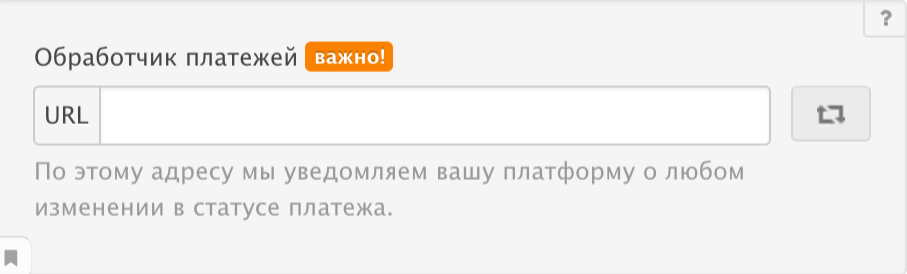 ?
Обработчик платежей важно!
URL
По этому адресу мы уведомляем вашу платформу о любом
изменении в статусе платежа.